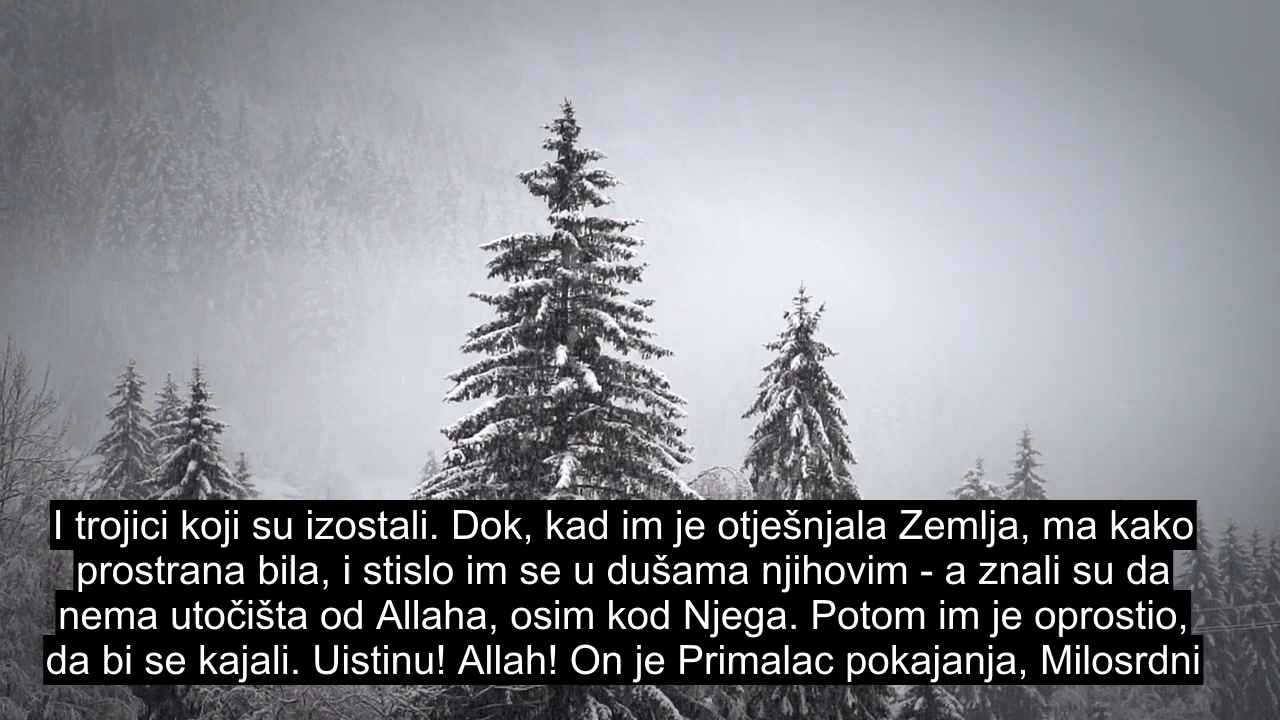 I trojici koji su izostali. Dok, kad im je otješnjala Zemlja, ma kako
prostrana bila, i stislo im se u dušama njihovim - a znali su da
nema utočišta od Allaha, osim kod Njega. Potom im je oprostio,
da bi se kajali. Uistinu! Allah! On je Primalac pokajanja, Milosrdni